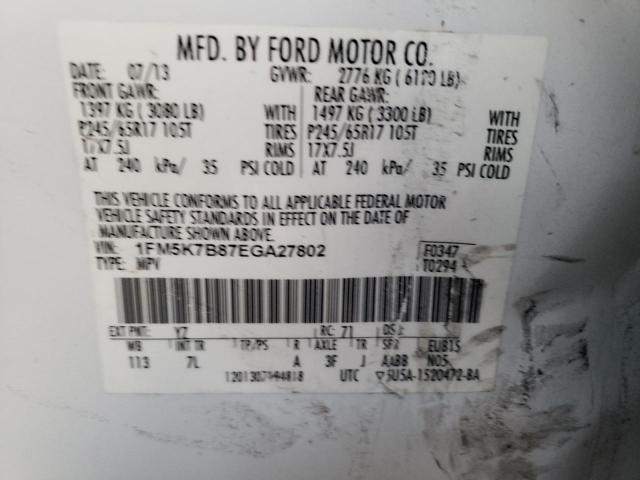 MFD. BY FORD MOTOR CO.
DATE: 07/13 GVWR: 2776 KG ( LB)
FRONT GAWR: REAR GAWR:
1397 KG ( 3080 LB) WITH 1497 KG ( 3300 LB) WITH
P245/65R17 105T TIRES P245/65R17 105T TIRES
17X7.5J RIMS 17X7.5J RIMS
AT 240 kPa/ 35 PSI COLD AT 240 kPa/ 35 PSI COLD
THIS VEHICLE CONFORMS TO ALL APPLICABLE FEDERAL MOTOR
VEHICLE SAFETY STANDARDS IN EFFECT ON THE DATE OF
MANUFACTURE SHOWN ABOVE.
VIN: 1FM5K7B87EGA27802 F0347
TYPE: MPV T0294
EXT PNT: YZ RC: 71 DS:
WB INT TR TP/PS R AXLE TR SPR EUB15
113 7L A 3F J AABB N05
UTC 5U5A-1520472-BA